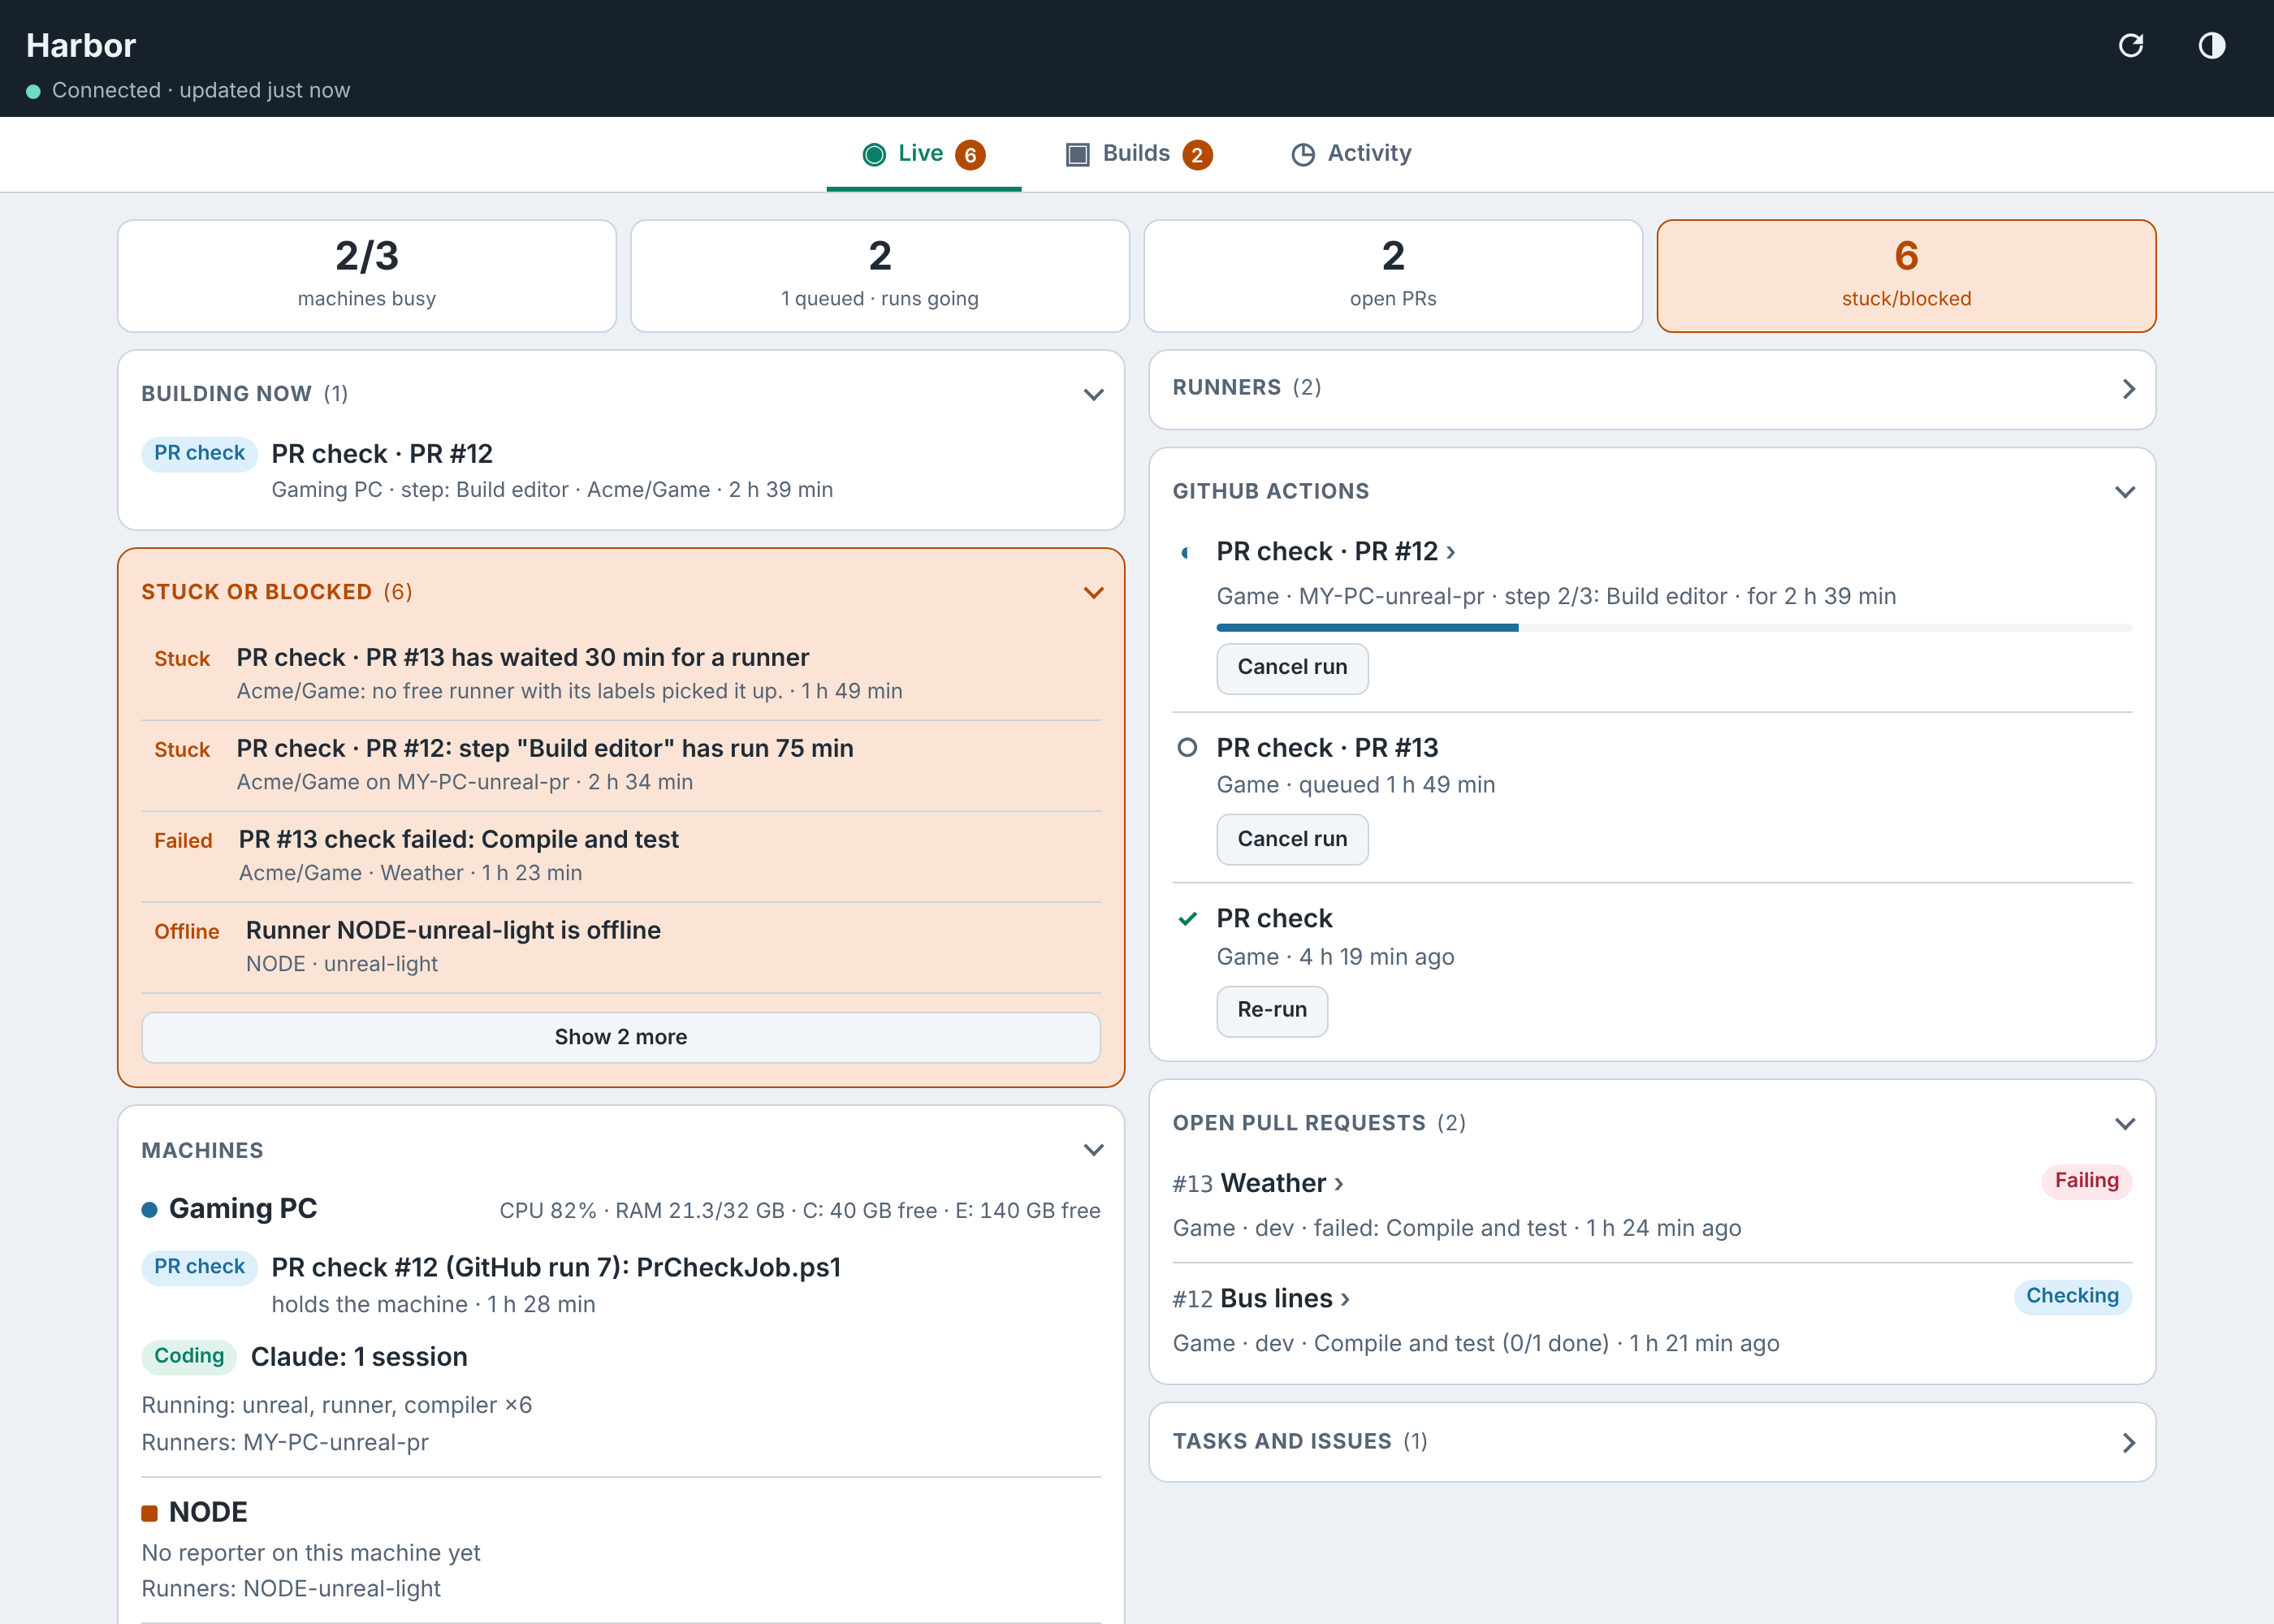 Harbor
Connected · updated just now
Live 6
Builds 2
Activity
2/3
machines busy
2
1 queued · runs going
2
open PRs
6
stuck/blocked
BUILDING NOW (1)
PR check PR check · PR #12
Gaming PC · step: Build editor · Acme/Game · 2 h 39 min
STUCK OR BLOCKED (6)
Stuck PR check · PR #13 has waited 30 min for a runner
Acme/Game: no free runner with its labels picked it up. · 1 h 49 min
Stuck PR check · PR #12: step "Build editor" has run 75 min
Acme/Game on MY-PC-unreal-pr · 2 h 34 min
Failed PR #13 check failed: Compile and test
Acme/Game · Weather · 1 h 23 min
Offline Runner NODE-unreal-light is offline
NODE · unreal-light
Show 2 more
MACHINES
Gaming PC CPU 82% · RAM 21.3/32 GB · C: 40 GB free · E: 140 GB free
PR check PR check #12 (GitHub run 7): PrCheckJob.ps1
holds the machine · 1 h 28 min
Coding Claude: 1 session
Running: unreal, runner, compiler ×6
Runners: MY-PC-unreal-pr
NODE
No reporter on this machine yet
Runners: NODE-unreal-light
RUNNERS (2)
GITHUB ACTIONS
PR check · PR #12 ›
Game · MY-PC-unreal-pr · step 2/3: Build editor · for 2 h 39 min
Cancel run
PR check · PR #13
Game · queued 1 h 49 min
Cancel run
PR check
Game · 4 h 19 min ago
Re-run
OPEN PULL REQUESTS (2)
#13 Weather › Failing
Game · dev · failed: Compile and test · 1 h 24 min ago
#12 Bus lines › Checking
Game · dev · Compile and test (0/1 done) · 1 h 21 min ago
TASKS AND ISSUES (1)